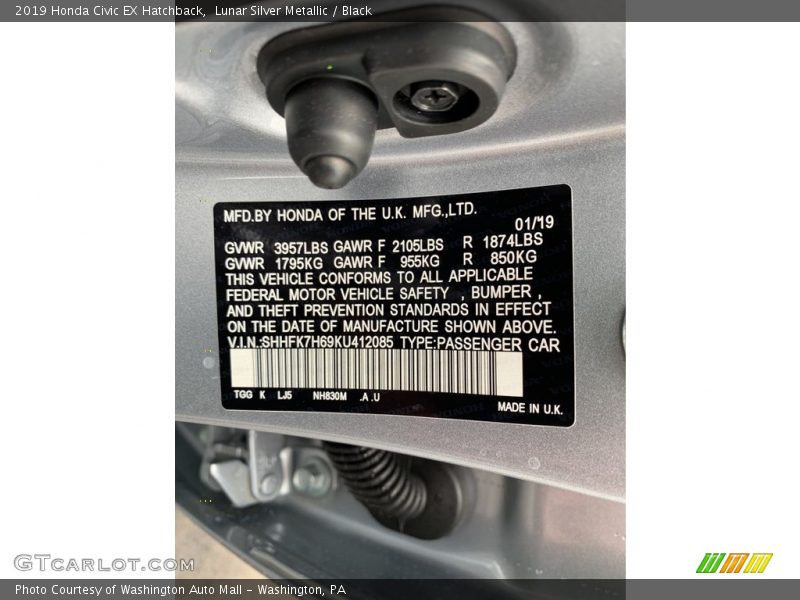 2019 Honda Civic EX Hatchback, Lunar Silver Metallic / Black
MFD.BY HONDA OF THE U.K. MFG.,LTD.
01/19
GVWR 3957LBS GAWR F 2105LBS R 1874LBS
GVWR 1795KG GAWR F 955KG R 850KG
THIS VEHICLE CONFORMS TO ALL APPLICABLE
FEDERAL MOTOR VEHICLE SAFETY , BUMPER ,
AND THEFT PREVENTION STANDARDS IN EFFECT
ON THE DATE OF MANUFACTURE SHOWN ABOVE.
V.I.N.:SHHFK7H69KU412085 TYPE:PASSENGER CAR
TGG K LJ5 NH830M .A .U
MADE IN U.K.
GTcarlot.com
Photo Courtesy of Washington Auto Mall - Washington, PA